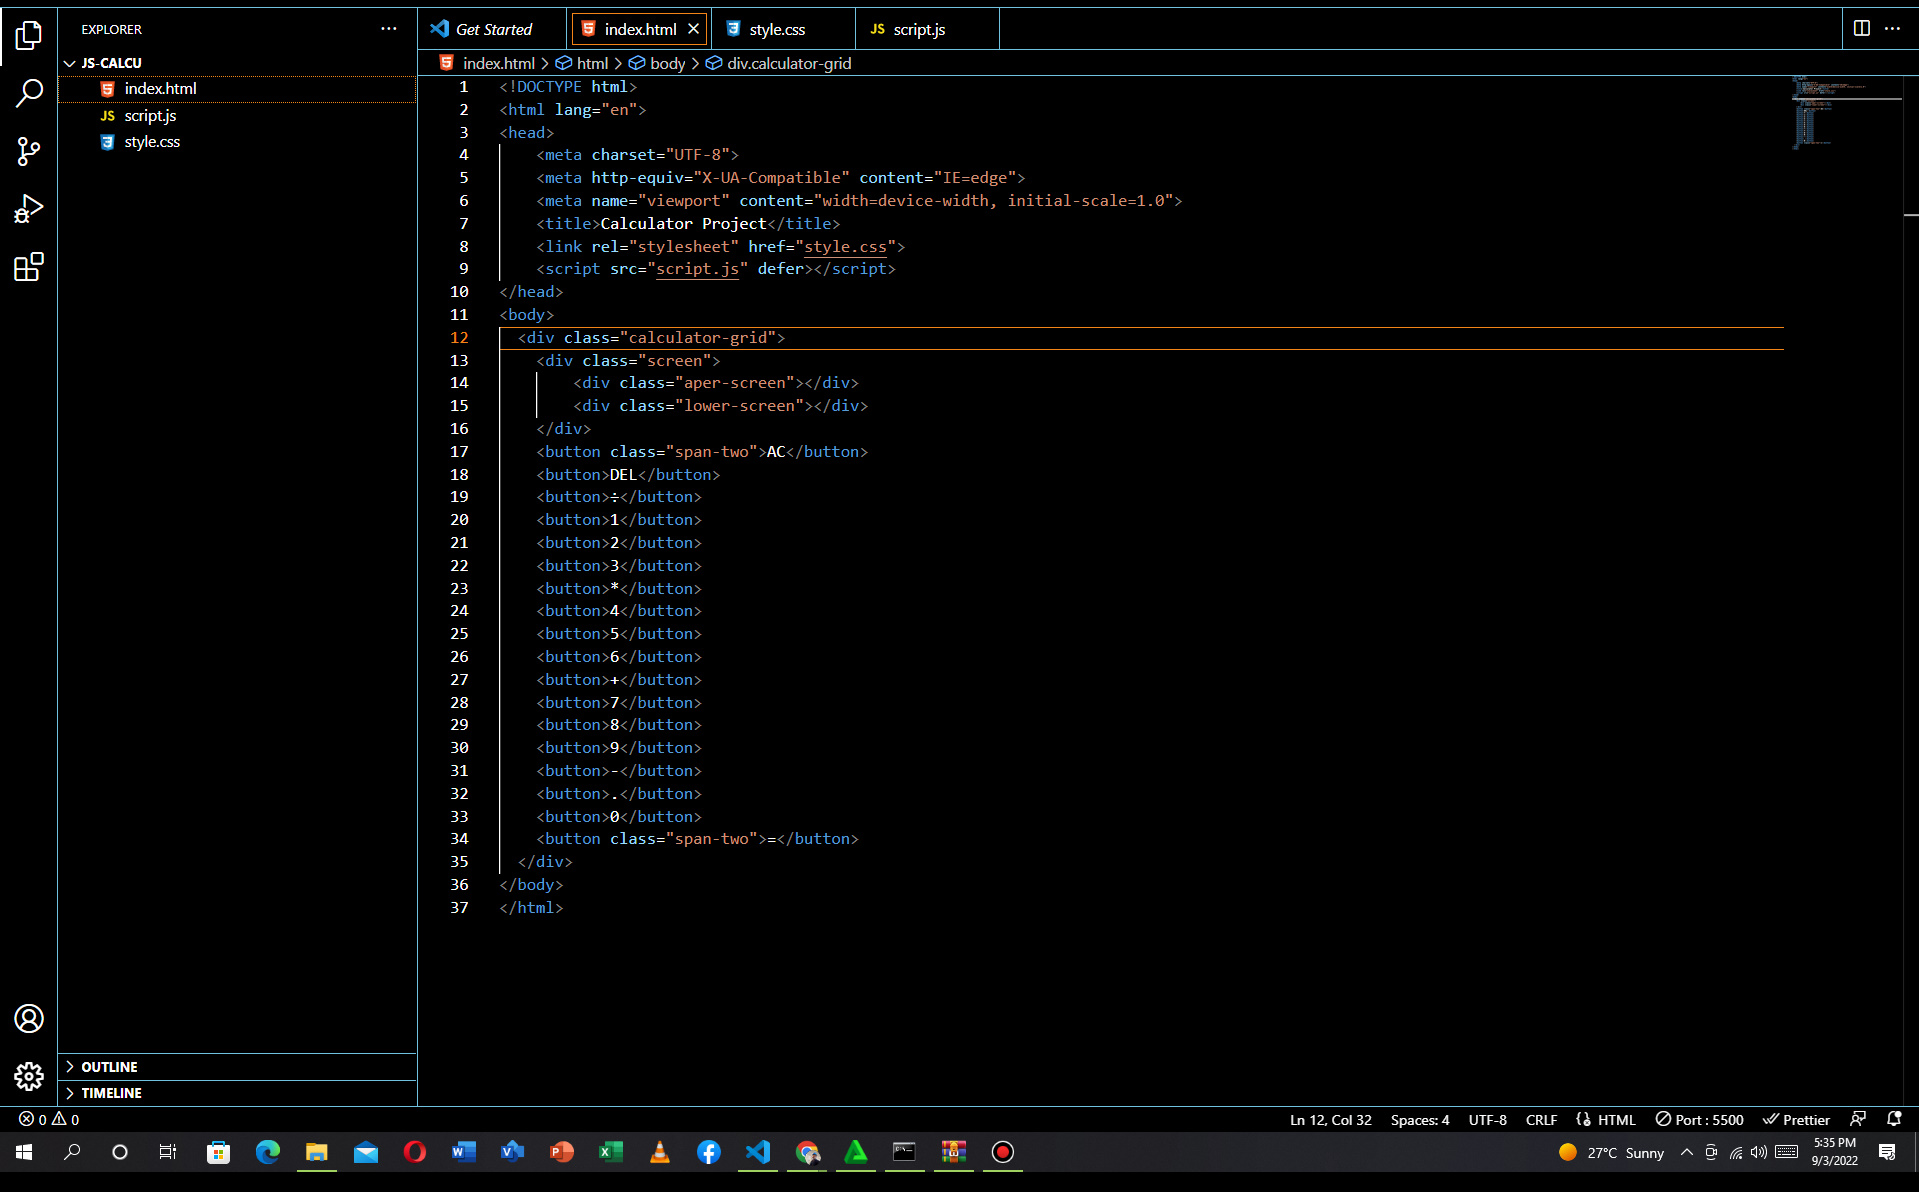 EXPLORER
JS-CALCU
index.html
JS script.js
style.css
OUTLINE
TIMELINE
Get Started
index.html
style.css
JS script.js
index.html > html > body > div.calculator-grid
1 <!DOCTYPE html>
2 <html lang="en">
3 <head>
4 <meta charset="UTF-8">
5 <meta http-equiv="X-UA-Compatible" content="IE=edge">
6 <meta name="viewport" content="width=device-width, initial-scale=1.0">
7 <title>Calculator Project</title>
8 <link rel="stylesheet" href="style.css">
9 <script src="script.js" defer></script>
10 </head>
11 <body>
12 <div class="calculator-grid">
13 <div class="screen">
14 <div class="aper-screen"></div>
15 <div class="lower-screen"></div>
16 </div>
17 <button class="span-two">AC</button>
18 <button>DEL</button>
19 <button>÷</button>
20 <button>1</button>
21 <button>2</button>
22 <button>3</button>
23 <button>*</button>
24 <button>4</button>
25 <button>5</button>
26 <button>6</button>
27 <button>+</button>
28 <button>7</button>
29 <button>8</button>
30 <button>9</button>
31 <button>-</button>
32 <button>.</button>
33 <button>0</button>
34 <button class="span-two">=</button>
35 </div>
36 </body>
37 </html>
0 0
Ln 12, Col 32 Spaces: 4 UTF-8 CRLF HTML Port : 5500 Prettier
27°C Sunny
5:35 PM
9/3/2022